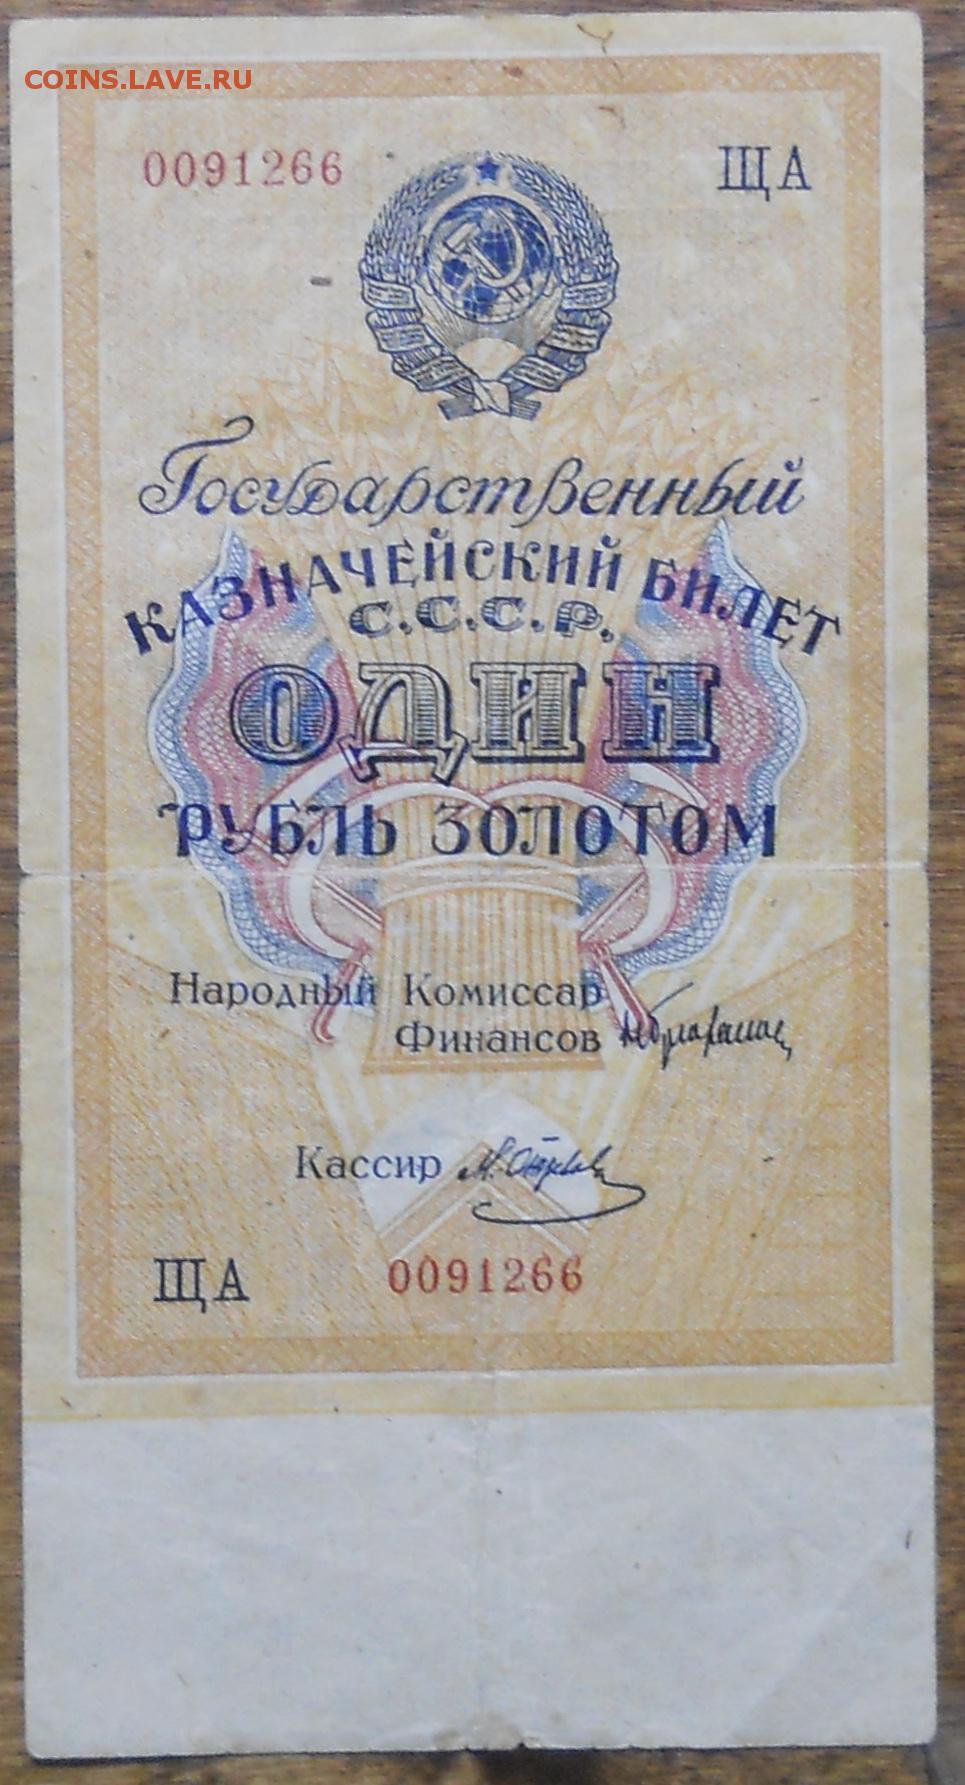 COINS.LAVE.RU
0091266 ЩА
Государственный
КАЗНАЧЕЙСКИЙ БИЛЕТ
С.С.С.Р.
ОДИН
РУБЛЬ ЗОЛОТОМ
Народный Комиссар
Финансов
Кассир
ЩА 0091266